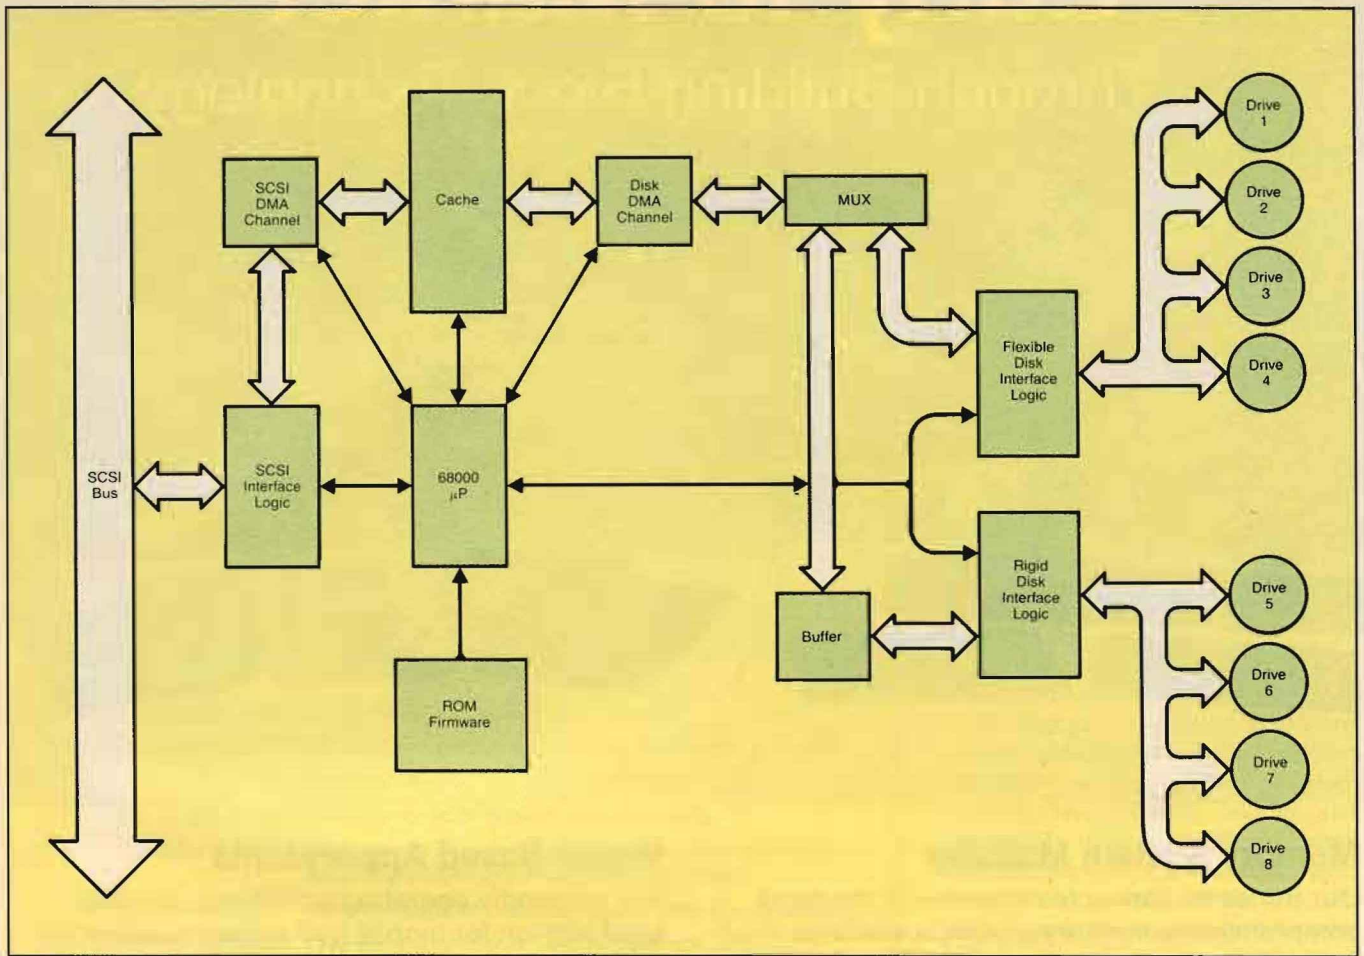 SCSI
Bus
SCSI
DMA
Channel
Cache
Disk
DMA
Channel
MUX
SCSI
Interface
Logic
68000
μP
ROM
Firmware
Buffer
Flexible
Disk
Interface
Logic
Rigid
Disk
Interface
Logic
Drive
1
Drive
2
Drive
3
Drive
4
Drive
5
Drive
6
Drive
7
Drive
8